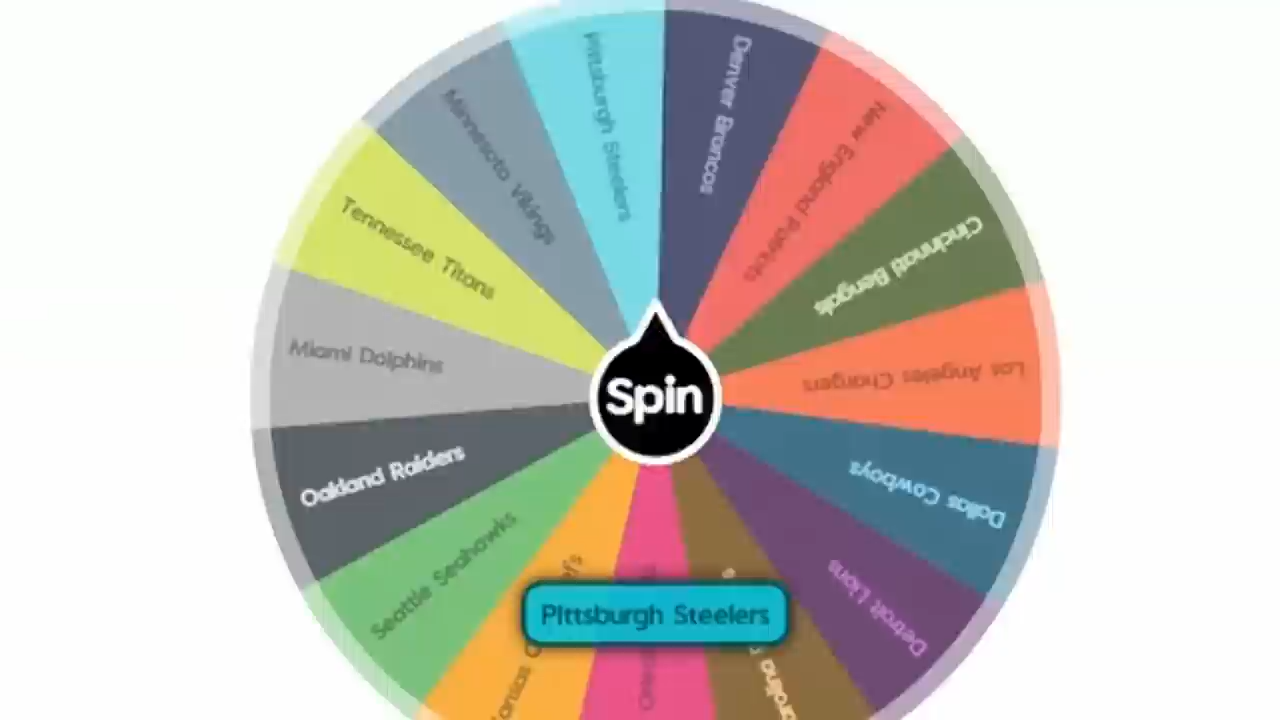 Pittsburgh Steelers
Denver Broncos
New England Patriots
Cincinnati Bengals
Los Angeles Chargers
Dallas Cowboys
Detroit Lions
Seattle Seahawks
Oakland Raiders
Miami Dolphins
Tennessee Titans
Minnesota Vikings
Spin
Pittsburgh Steelers